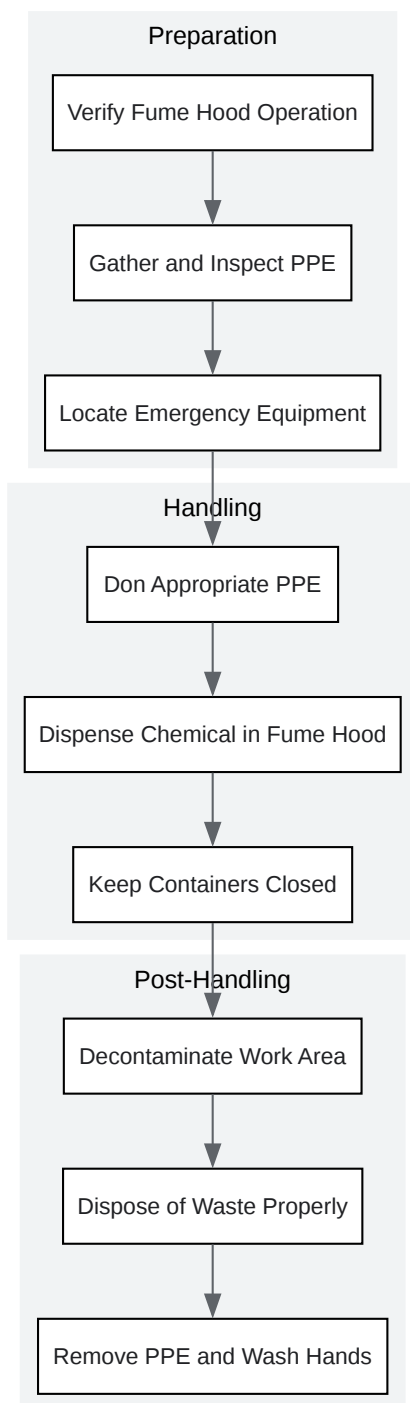 Preparation
Verify Fume Hood Operation
Gather and Inspect PPE
Locate Emergency Equipment
Handling
Don Appropriate PPE
Dispense Chemical in Fume Hood
Keep Containers Closed
Post-Handling
Decontaminate Work Area
Dispose of Waste Properly
Remove PPE and Wash Hands